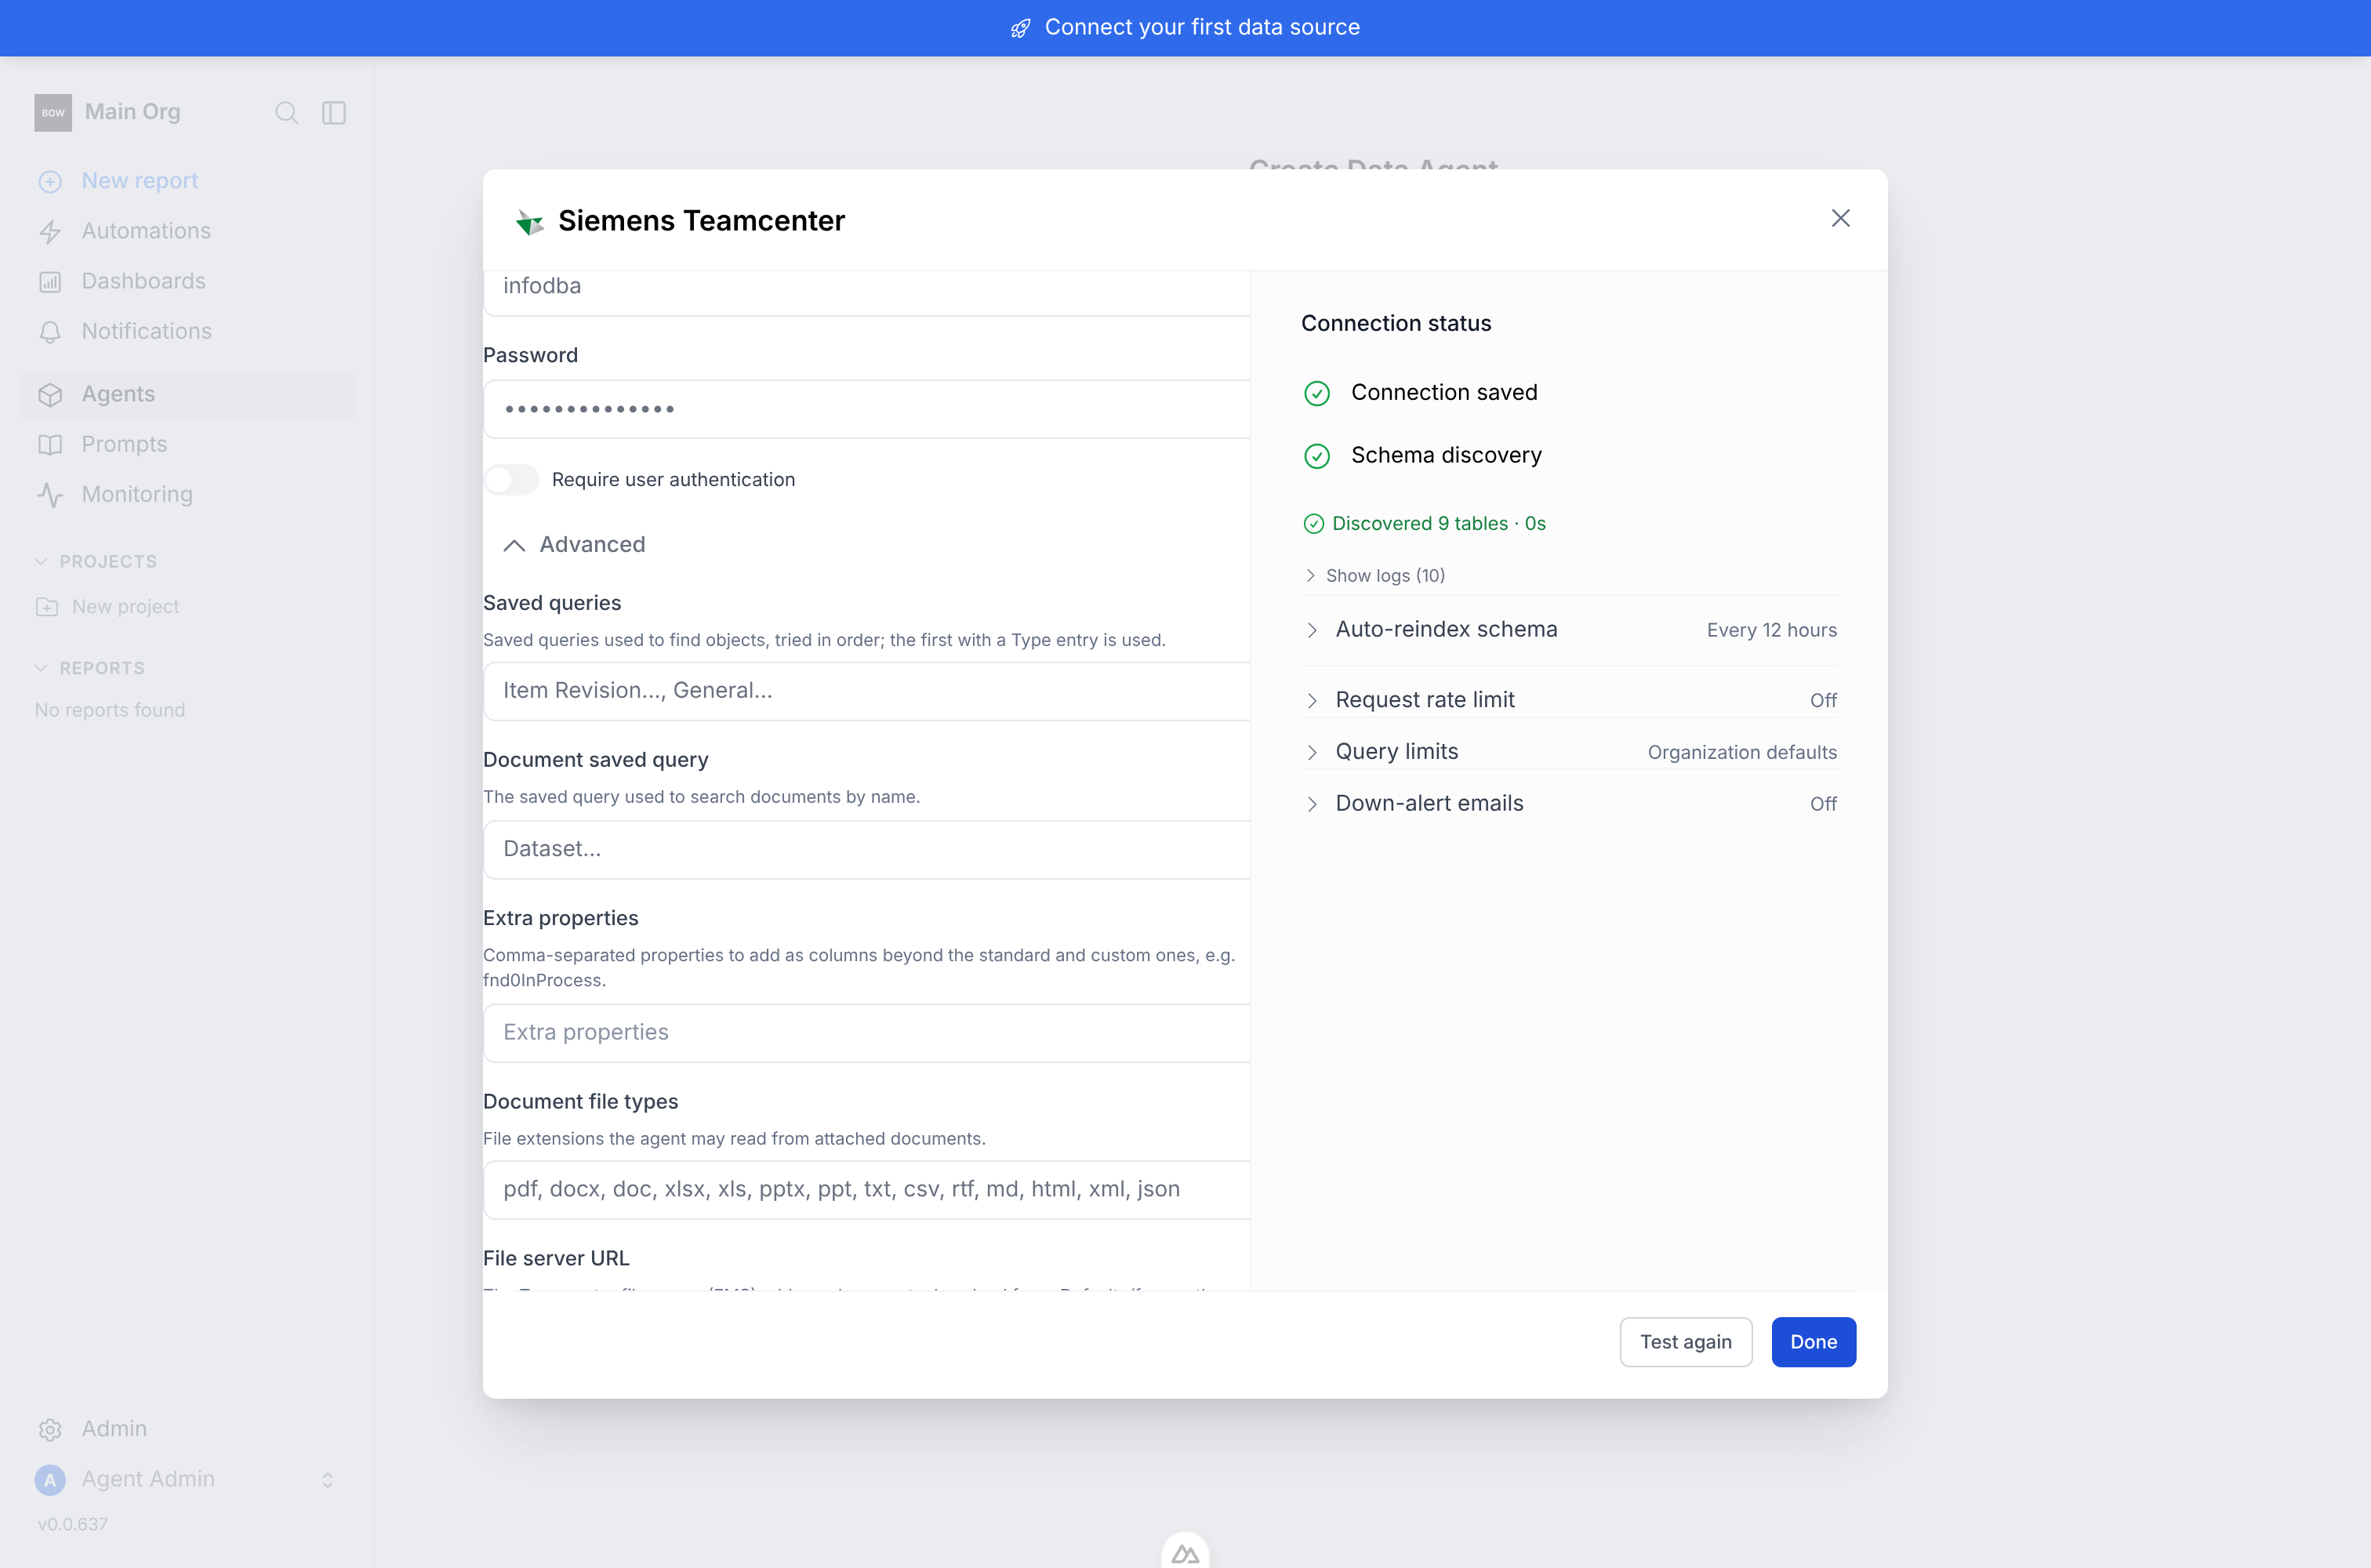 Connect your first data source
BOW
Main Org
New report
Automations
Dashboards
Notifications
Agents
Prompts
Monitoring
PROJECTS
New project
REPORTS
No reports found
Admin
A
Agent Admin
v0.0.637
Create Data Agent
Siemens Teamcenter
infodba
Password
Require user authentication
Advanced
Saved queries
Saved queries used to find objects, tried in order; the first with a Type entry is used.
Item Revision..., General...
Document saved query
The saved query used to search documents by name.
Dataset...
Extra properties
Comma-separated properties to add as columns beyond the standard and custom ones, e.g.
fnd0InProcess.
Extra properties
Document file types
File extensions the agent may read from attached documents.
pdf, docx, doc, xlsx, xls, pptx, ppt, txt, csv, rtf, md, html, xml, json
File server URL
Connection status
Connection saved
Schema discovery
Discovered 9 tables · 0s
Show logs (10)
Auto-reindex schema Every 12 hours
Request rate limit Off
Query limits Organization defaults
Down-alert emails Off
Test again
Done